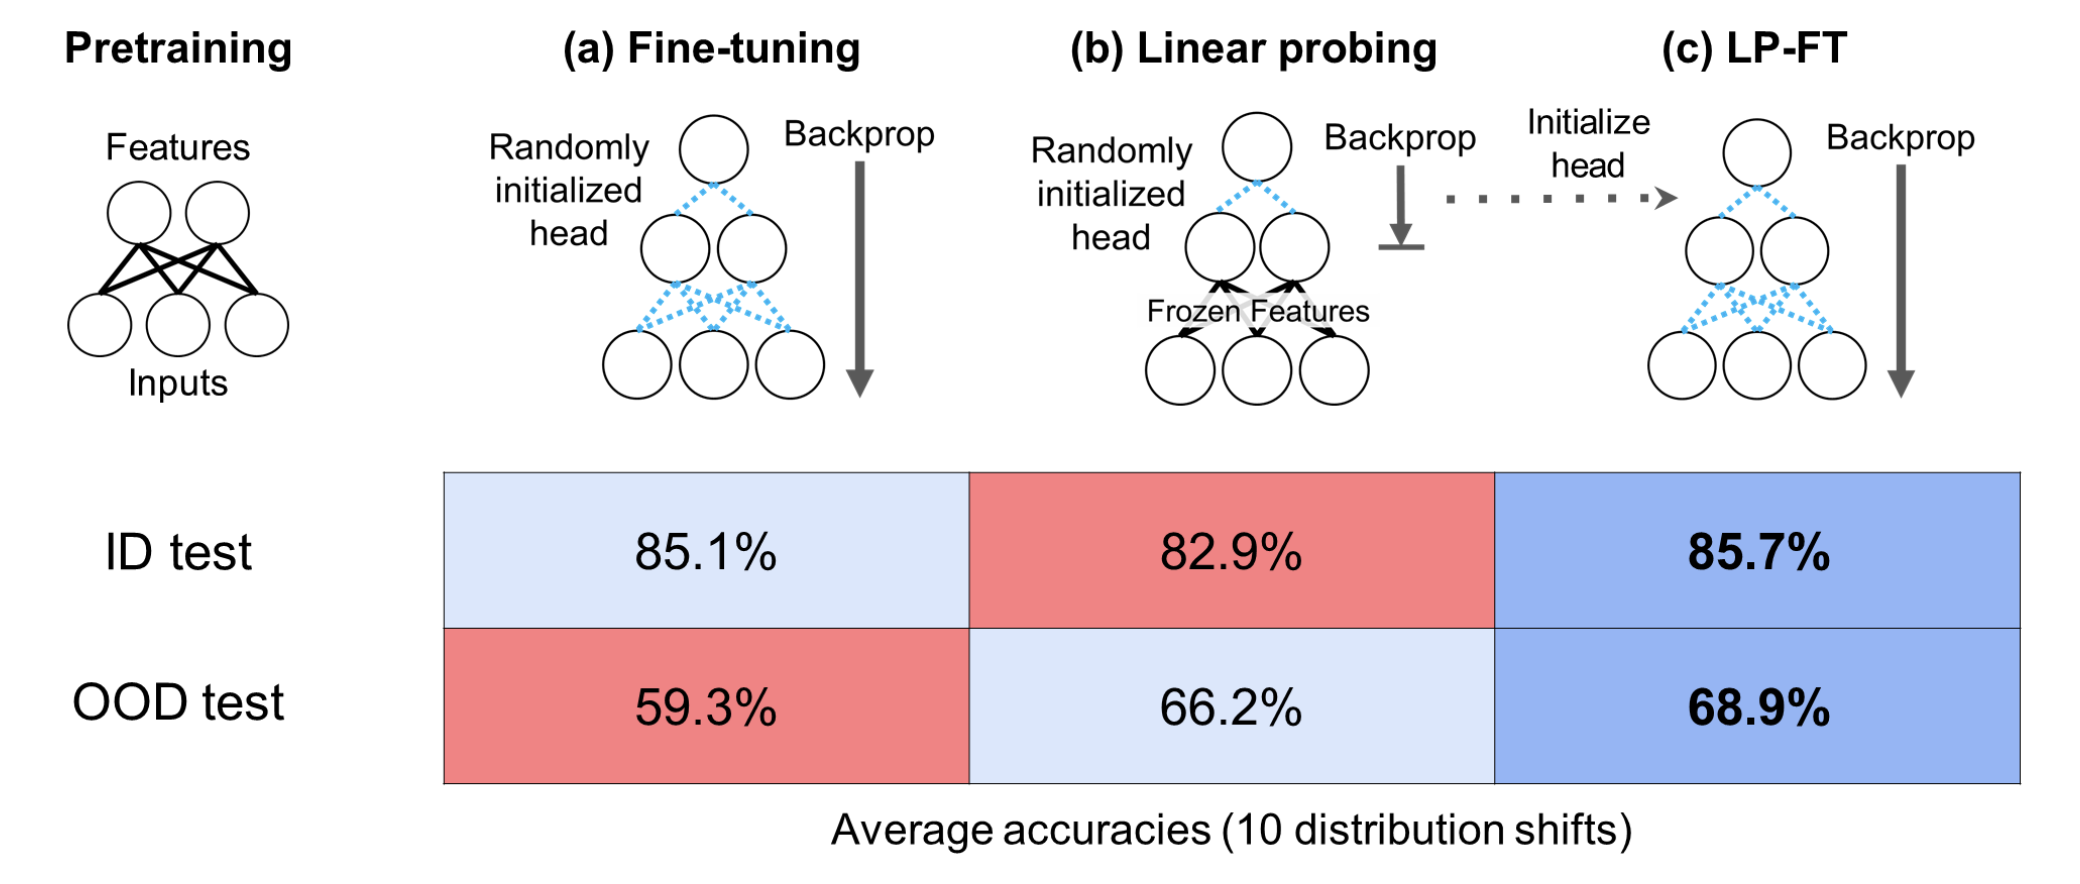 Pretraining
(a) Fine-tuning
(b) Linear probing
(c) LP-FT
Features
Inputs
Randomly
initialized
head
Backprop
Randomly
initialized
head
Backprop
Frozen Features
Initialize
head
Backprop
ID test
85.1%
82.9%
85.7%
OOD test
59.3%
66.2%
68.9%
Average accuracies (10 distribution shifts)